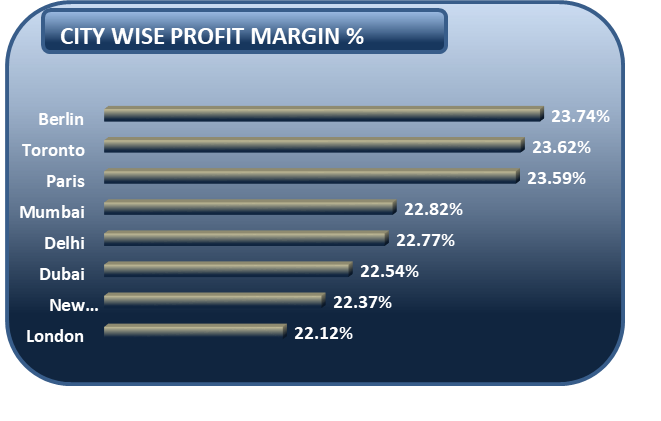 CITY WISE PROFIT MARGIN %
Berlin 23.74%
Toronto 23.62%
Paris 23.59%
Mumbai 22.82%
Delhi 22.77%
Dubai 22.54%
New... 22.37%
London 22.12%